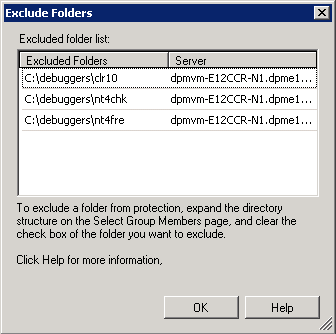 Exclude Folders
Excluded folder list:
Excluded Folders Server
C:\debuggers\clr10 dpmvm-E12CCR-N1.dpme1...
C:\debuggers\nt4chk dpmvm-E12CCR-N1.dpme1...
C:\debuggers\nt4fre dpmvm-E12CCR-N1.dpme1...
To exclude a folder from protection, expand the directory
structure on the Select Group Members page, and clear the
check box of the folder you want to exclude.
Click Help for more information,
OK Help